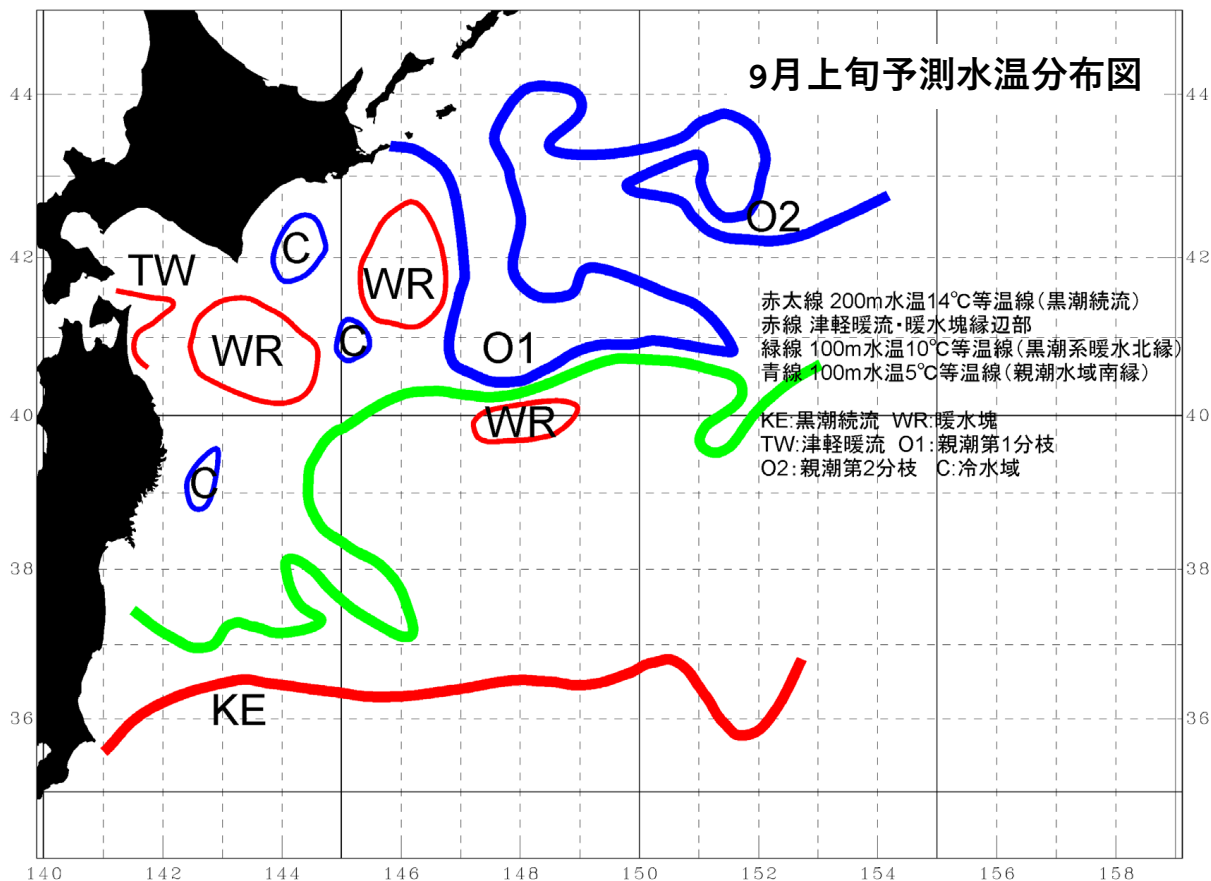 9月上旬予測水温分布図
44
44
O2
C
42
TW
WR
42
赤太線 200m水温14℃等温線(黒潮続流)
赤線 津軽暖流・暖水塊縁辺部
WR
C
O1
緑線 100m水温10℃等温線(黒潮系暖水北縁)
青線 100m水温5℃等温線(親潮水域南縁)
40
WR
40
KE:黒潮続流 WR:暖水塊
TW:津軽暖流 O1:親潮第1分枝
O2:親潮第2分枝 C:冷水域
C
38
38
36
KE
36
140 142 144 146 148 150 152 154 156 158